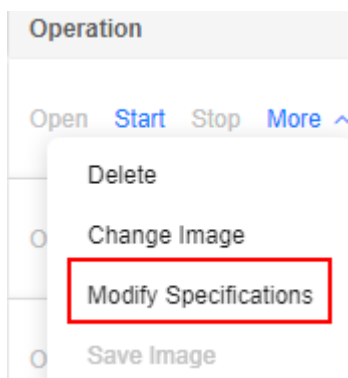 Operation
Open Start Stop More
Delete
O Change Image
Modify Specifications
O Save Image